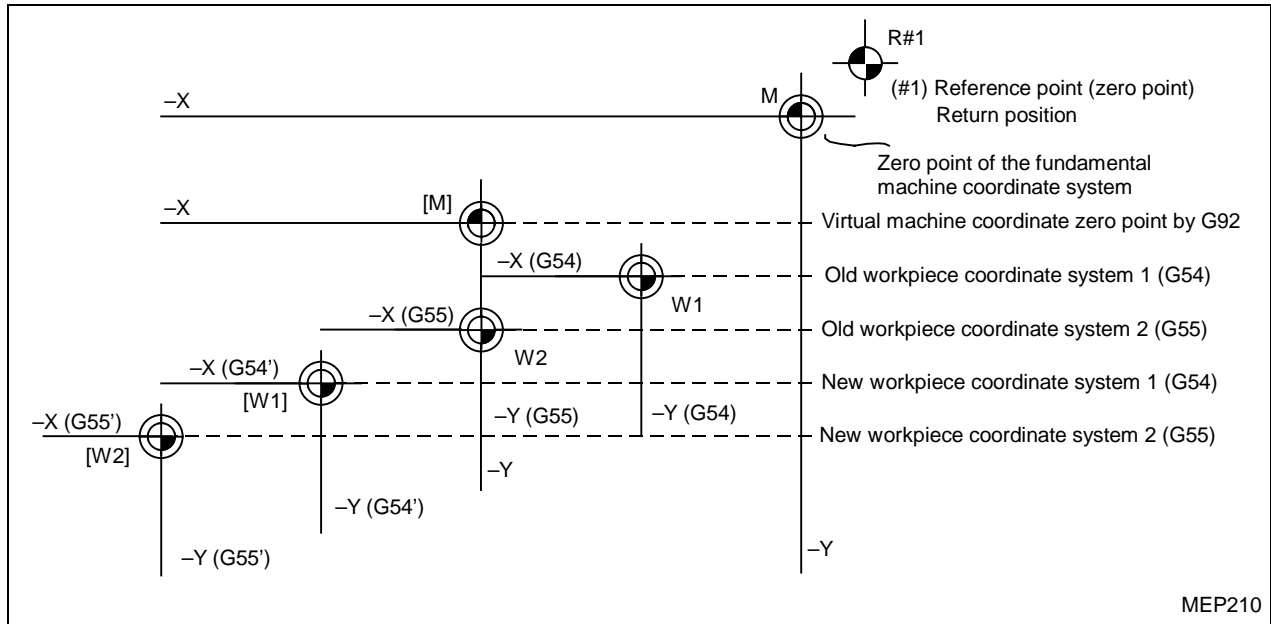 R#1
(#1) Reference point (zero point)
Return position
–X
M
Zero point of the fundamental
machine coordinate system
–X
[M]
Virtual machine coordinate zero point by G92
–X (G54)
Old workpiece coordinate system 1 (G54)
W1
–X (G55)
Old workpiece coordinate system 2 (G55)
W2
–X (G54’)
New workpiece coordinate system 1 (G54)
[W1]
–Y (G55)
–Y (G54)
–X (G55’)
New workpiece coordinate system 2 (G55)
[W2]
–Y
–Y (G54’)
–Y (G55’)
–Y
MEP210